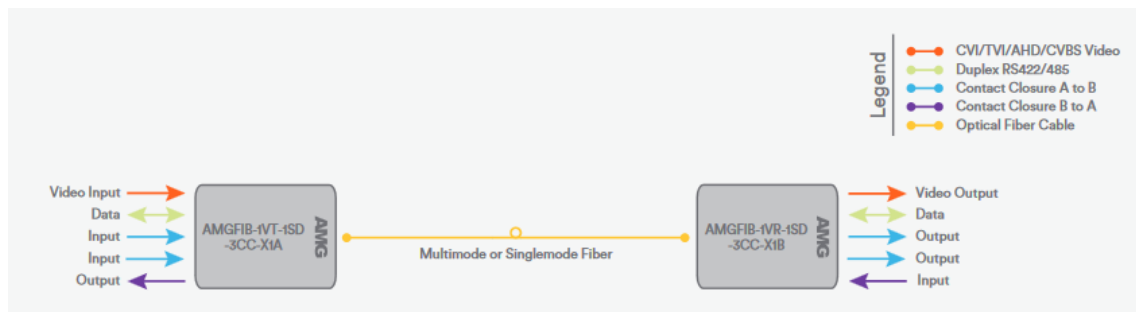 Legend
CVI/TVI/AHD/CVBS Video
Duplex RS422/485
Contact Closure A to B
Contact Closure B to A
Optical Fiber Cable
Video Input
Data
Input
Input
Output
AMGFIB-1VT-1SD
-3CC-X1A
AMG
Multimode or Singlemode Fiber
AMGFIB-1VR-1SD
-3CC-X1B
AMG
Video Output
Data
Output
Output
Input